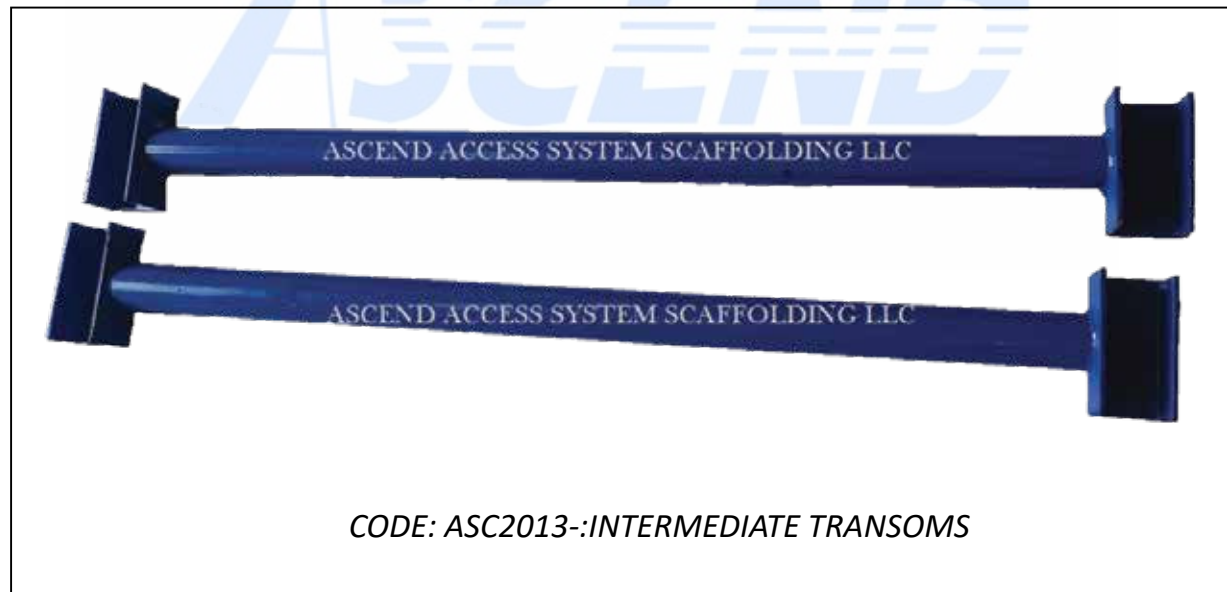 ASCEND
ASCEND ACCESS SYSTEM SCAFFOLDING LLC
ASCEND ACCESS SYSTEM SCAFFOLDING LLC
CODE: ASC2013-:INTERMEDIATE TRANSOMS